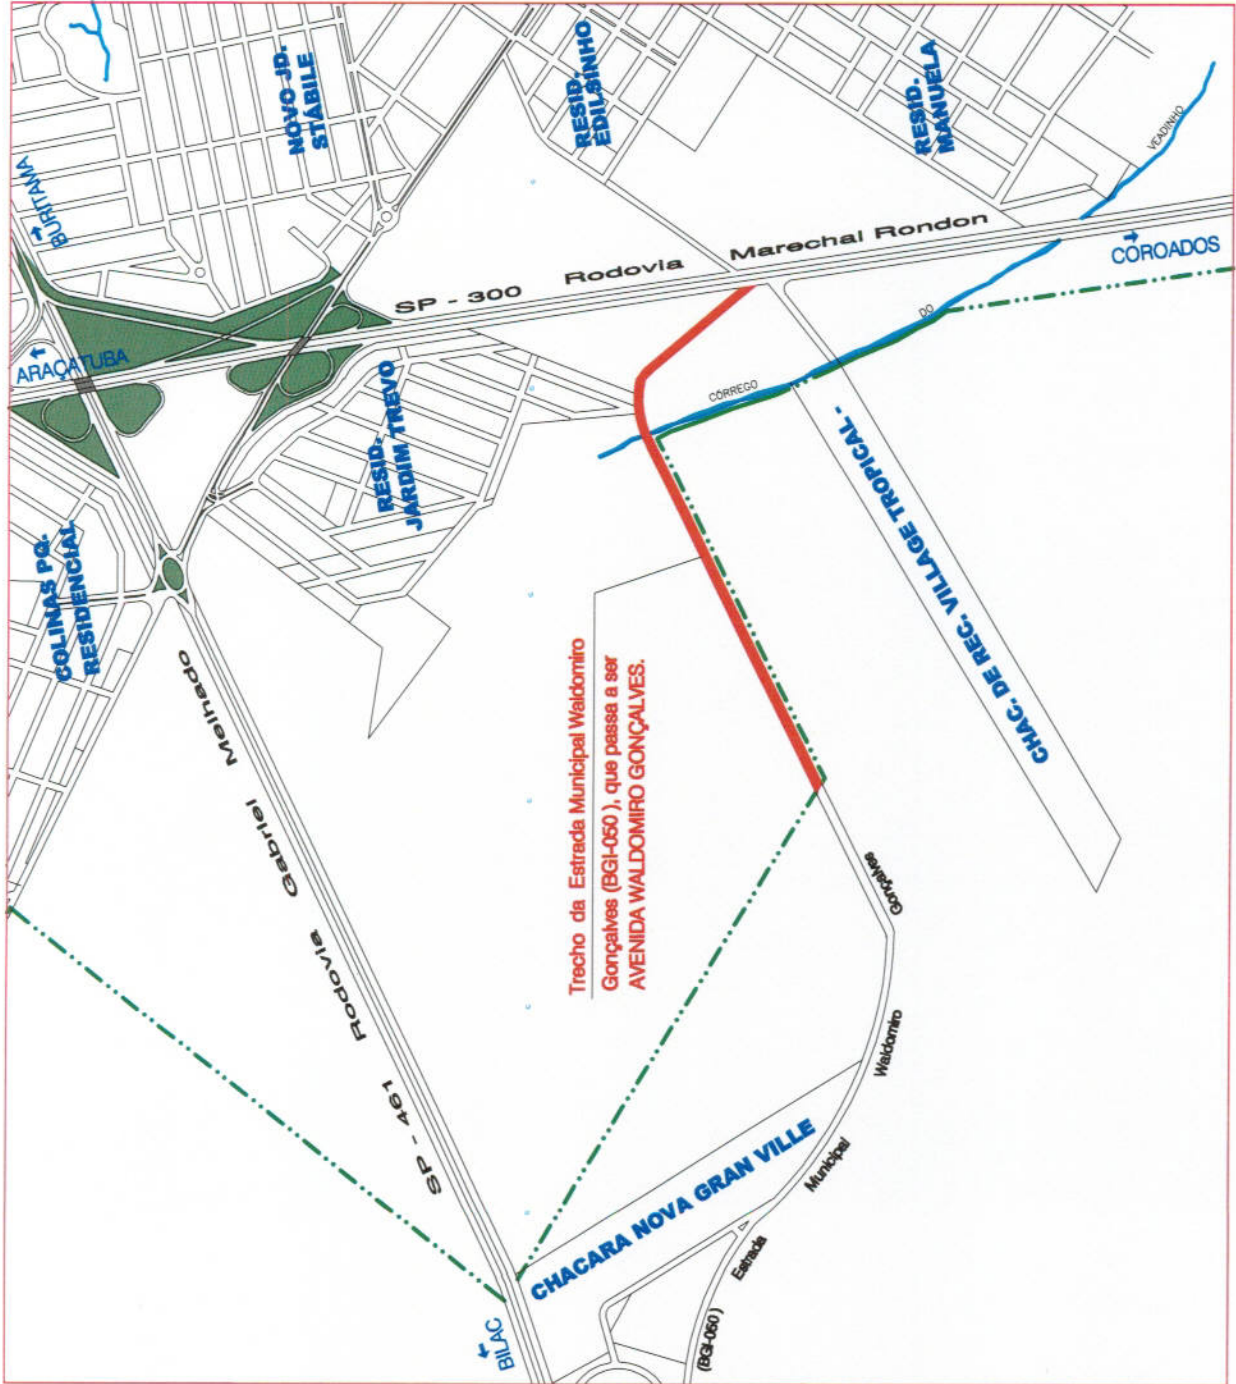 BURITAMA
ARAÇATUBA
NOVO JD.
STÁBILE
RESID.
EDILSINHO
RESID.
MANUELA
VEADINHO
DO
CÓRREGO
COROADOS
SP - 300 Rodovia Marechal Rondon
RESID.
JARDIM TREVO
COLINAS PQ.
RESIDENCIAL
CHAC. DE REC. VILLAGE TROPICAL -
SP - 461 Rodovia Gabriel Melhado
Trecho da Estrada Municipal Waldomiro
Gonçalves (BGI-050 ), que passa a ser
AVENIDA WALDOMIRO GONÇALVES.
CHACARA NOVA GRAN VILLE
(BGI-050 ) Estrada Municipal Waldomiro Gonçalves
BILAC